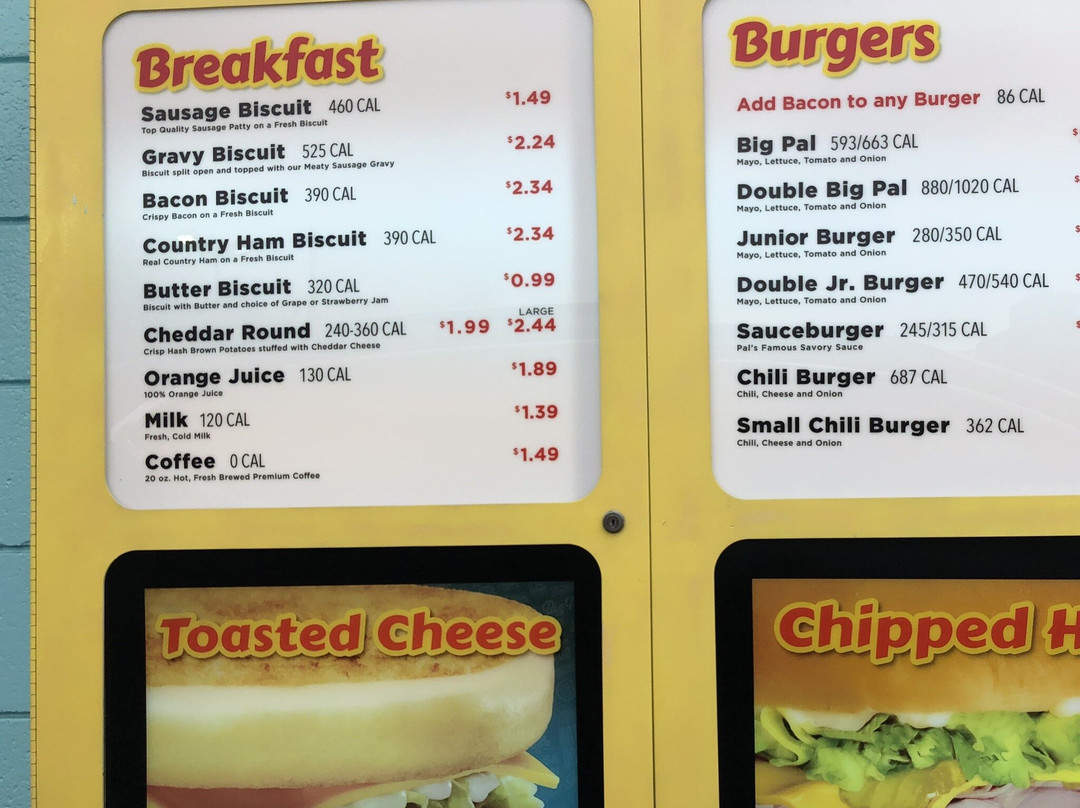 Breakfast
Sausage Biscuit 460 CAL $1.49
Top Quality Sausage Patty on a Fresh Biscuit
Gravy Biscuit 525 CAL $2.24
Biscuit split open and topped with our Meaty Sausage Gravy
Bacon Biscuit 390 CAL $2.34
Crispy Bacon on a Fresh Biscuit
Country Ham Biscuit 390 CAL $2.34
Real Country Ham on a Fresh Biscuit
Butter Biscuit 320 CAL $0.99
Biscuit with Butter and choice of Grape or Strawberry Jam
LARGE
Cheddar Round 240-360 CAL $1.99 $2.44
Crisp Hash Brown Potatoes stuffed with Cheddar Cheese
Orange Juice 130 CAL $1.89
100% Orange Juice
Milk 120 CAL $1.39
Fresh, Cold Milk
Coffee 0 CAL $1.49
20 oz. Hot, Fresh Brewed Premium Coffee
Burgers
Add Bacon to any Burger 86 CAL
Big Pal 593/663 CAL $
Mayo, Lettuce, Tomato and Onion
Double Big Pal 880/1020 CAL $
Mayo, Lettuce, Tomato and Onion
Junior Burger 280/350 CAL $
Mayo, Lettuce, Tomato and Onion
Double Jr. Burger 470/540 CAL $
Mayo, Lettuce, Tomato and Onion
Sauceburger 245/315 CAL $
Pal's Famous Savory Sauce
Chili Burger 687 CAL
Chili, Cheese and Onion
Small Chili Burger 362 CAL
Chili, Cheese and Onion
Toasted Cheese
Chipped H